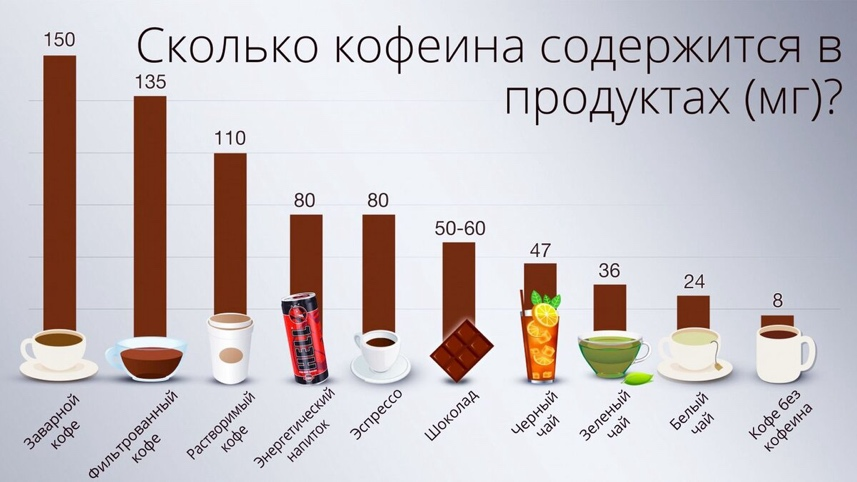 Сколько кофеина содержится в
продуктах (мг)?
150
135
110
80
80
50-60
47
36
24
8
HELL
Заварной
кофе
Фильтрованный
кофе
Растворимый
кофе
Энергетический
напиток
Эспрессо
Шоколад
Черный
чай
Зеленый
чай
Белый
чай
Кофе без
кофеина